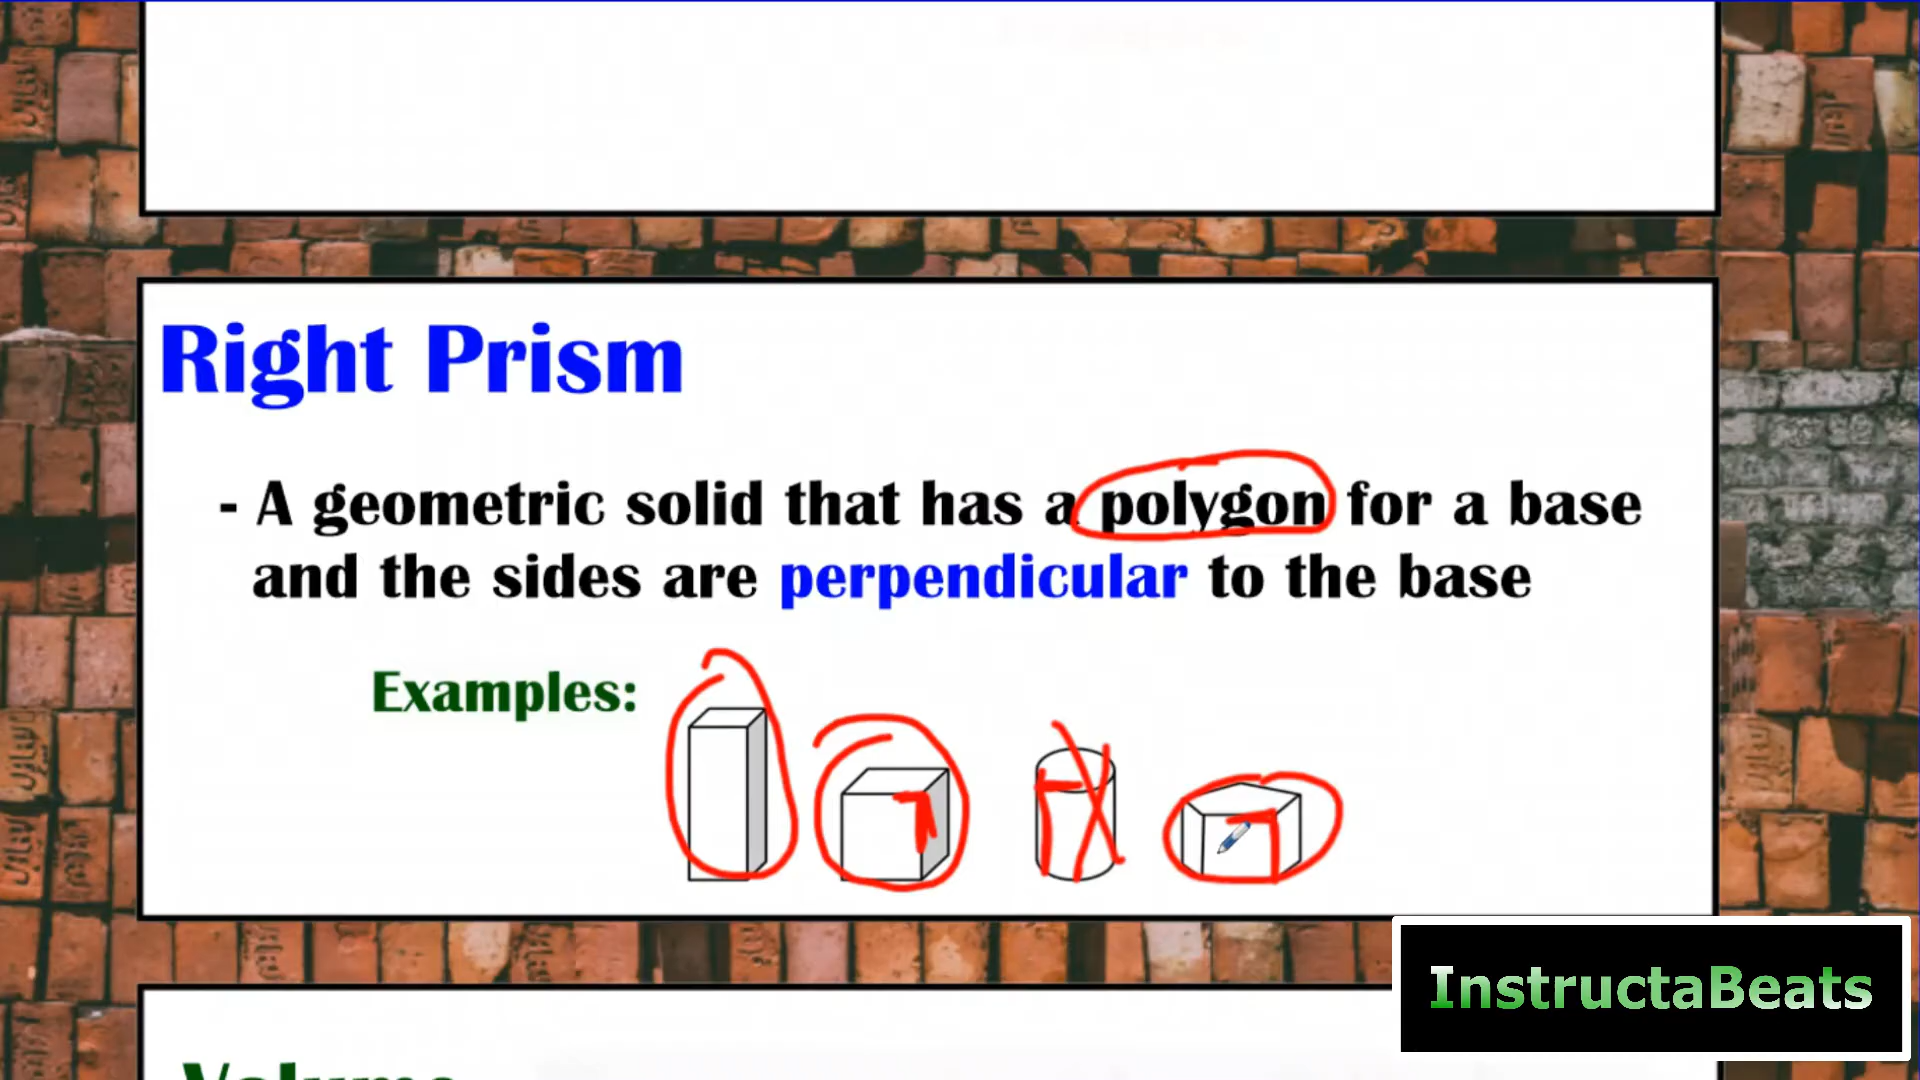 Right Prism
- A geometric solid that has a polygon for a base
and the sides are perpendicular to the base
Examples:
InstructaBeats
Volume